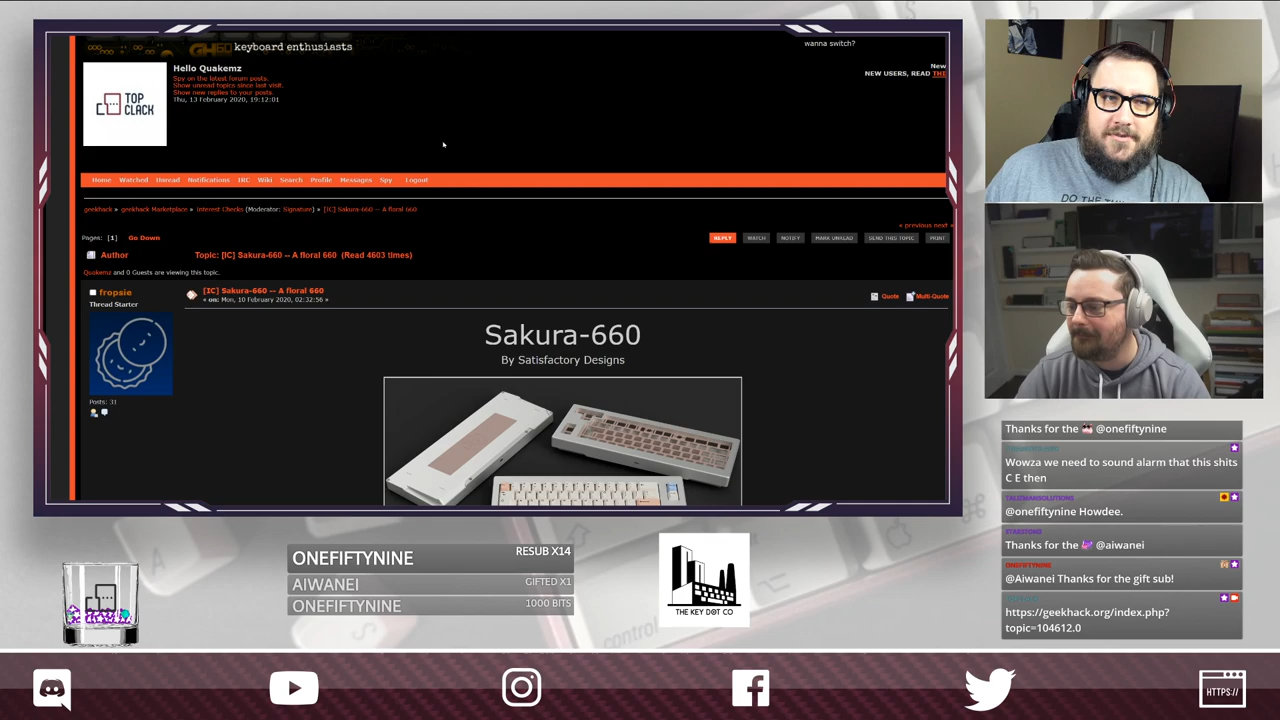 keyboard enthusiasts
wanna switch?
Hello Quakemz
Spy on the latest forum posts.
Show unread topics since last visit.
Show new replies to your posts.
Thu, 13 February 2020, 19:12:01
New
NEW USERS, READ THE
TOP CLACK
Home Watched Unread Notifications IRC Wiki Search Profile Messages Spy Logout
geekhack » geekhack Marketplace » Interest Checks (Moderator: Signature) » [IC] Sakura-660 -- A floral 660
« previous next »
Pages: [1] Go Down
REPLY WATCH NOTIFY MARK UNREAD SEND THIS TOPIC PRINT
Author Topic: [IC] Sakura-660 -- A floral 660 (Read 4603 times)
Quakemz and 0 Guests are viewing this topic.
fropsie
Thread Starter
Posts: 31
[IC] Sakura-660 -- A floral 660
« on: Mon, 10 February 2020, 02:32:56 »
Quote Multi-Quote
Sakura-660
By Satisfactory Designs
DO THE
Thanks for the @onefiftynine
Wowza we need to sound alarm that this shits
C E then
TALIZMANSOLUTIONS
@onefiftynine Howdee.
Thanks for the @aiwanei
ONEFIFTYNINE
@Aiwanei Thanks for the gift sub!
https://geekhack.org/index.php?
topic=104612.0
ONEFIFTYNINE RESUB X14
AIWANEI GIFTED X1
ONEFIFTYNINE 1000 BITS
THE KEY DOT CO
control
HTTPS://